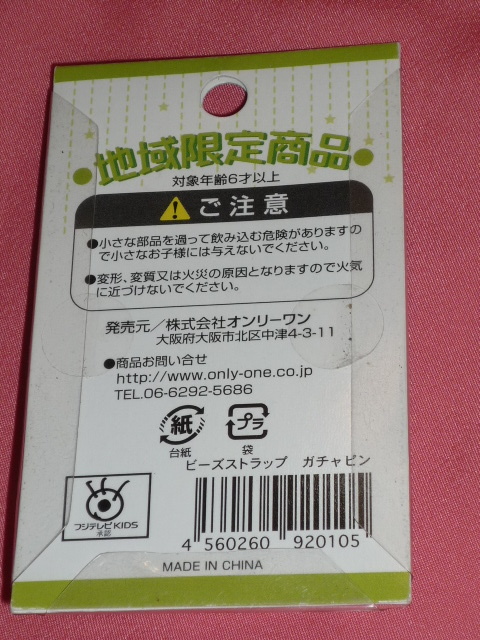 地域限定商品
対象年齢6才以上
ご注意
●小さな部品を過って飲み込む危険がありますの
で小さなお子様には与えないでください。
●変形、変質又は火災の原因となりますので火気
に近づけないでください。
発売元／株式会社オンリーワン
大阪府大阪市北区中津4-3-11
●商品お問い合せ
http://www.only-one.co.jp
TEL.06-6292-5686
紙 プラ
台紙 袋
ビーズストラップ ガチャピン
フジテレビKIDS
承認
4 560260 920105
MADE IN CHINA